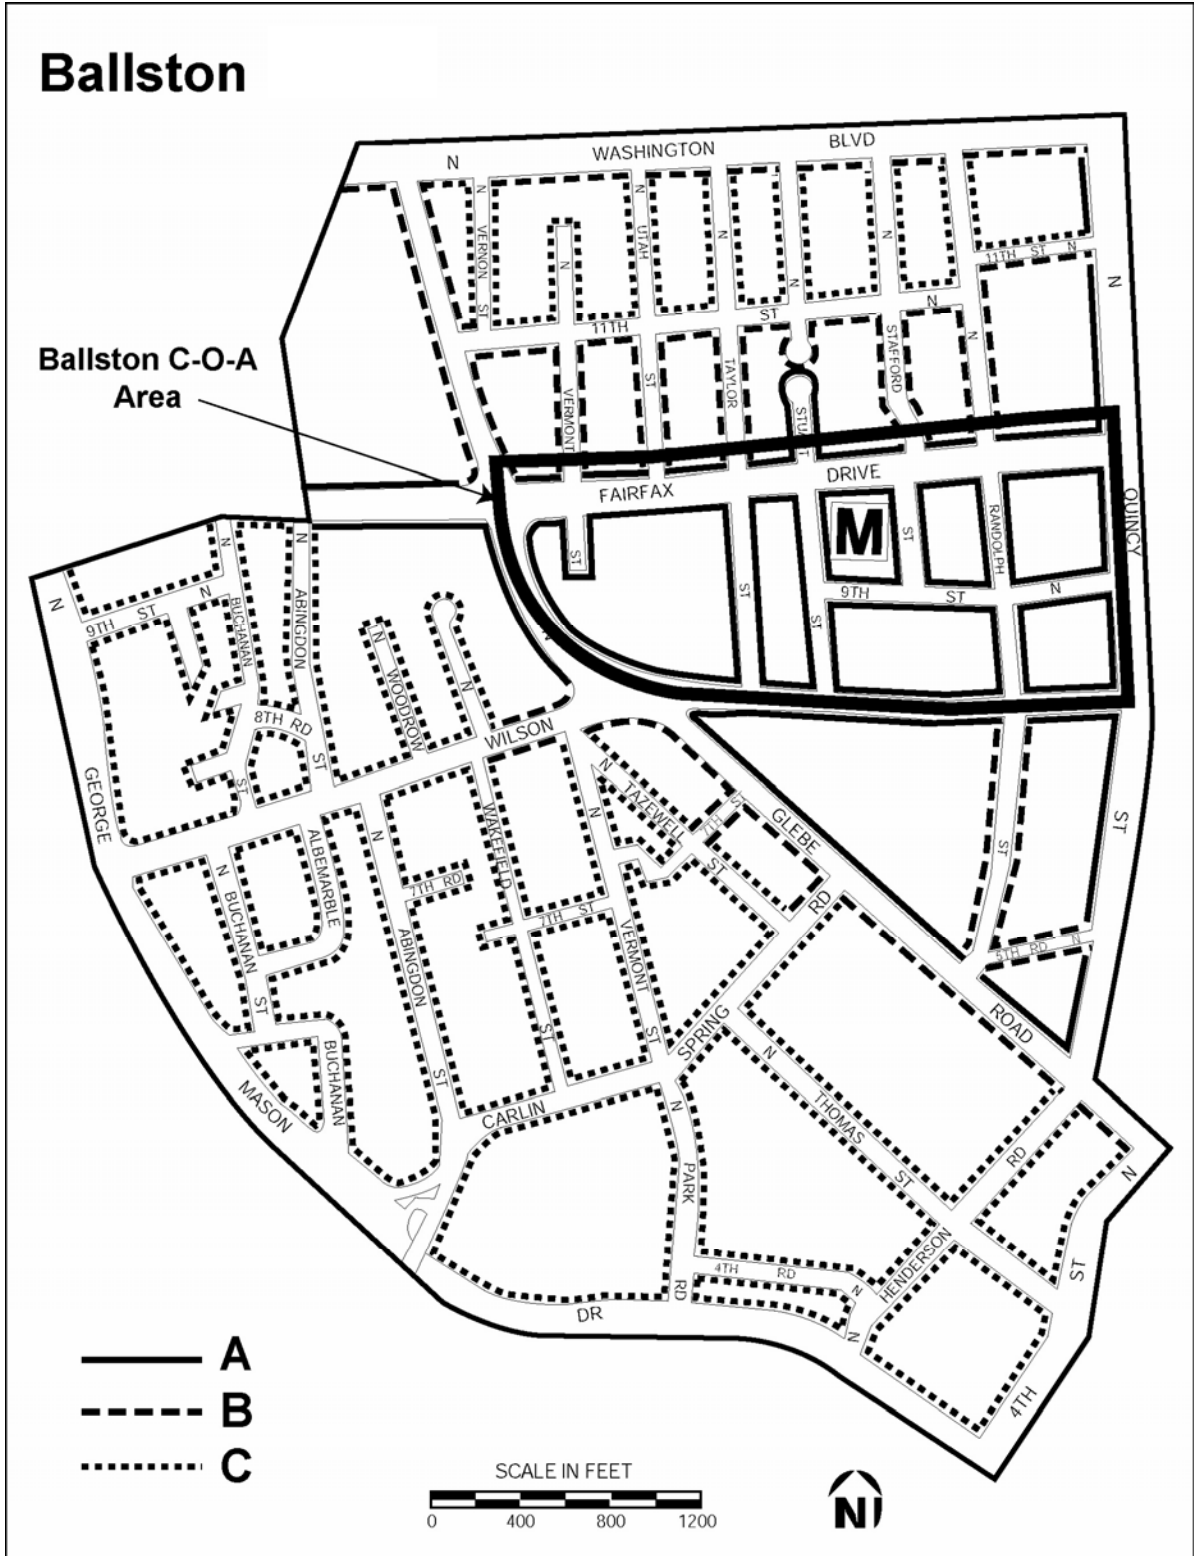 Ballston
N WASHINGTON BLVD
N VERNON ST
N UTAH
N
N
N
N
11TH ST N
N
11TH ST N
Ballston C-O-A
Area
VERMONT
ST
TAYLOR
STAFFORD
N
FAIRFAX DRIVE
M
ST
ST
ST
ST
RANDOLPH
QUINCY
9TH ST N
N
9TH ST N
N
BUCHANAN
N
ABINGDON
N
WOODROW
N
8TH RD
ST
ST
WILSON
GEORGE
N
TAZEWELL
ST
7TH ST
GLEBE
RD
ST
ST
N
BUCHANAN
ST
ALBEMARBLE
N
ABINGDON
ST
WAKEFIELD
ST
7TH RD
7TH ST
N
VERMONT
ST
5TH RD N
ROAD
SPRING
N
THOMAS
ST
BUCHANAN
MASON
CARLIN
N
PARK
RD
RD
N
4TH RD
N
HENDERSON
N
ST
DR
4TH
A
B
C
SCALE IN FEET
0 400 800 1200
N